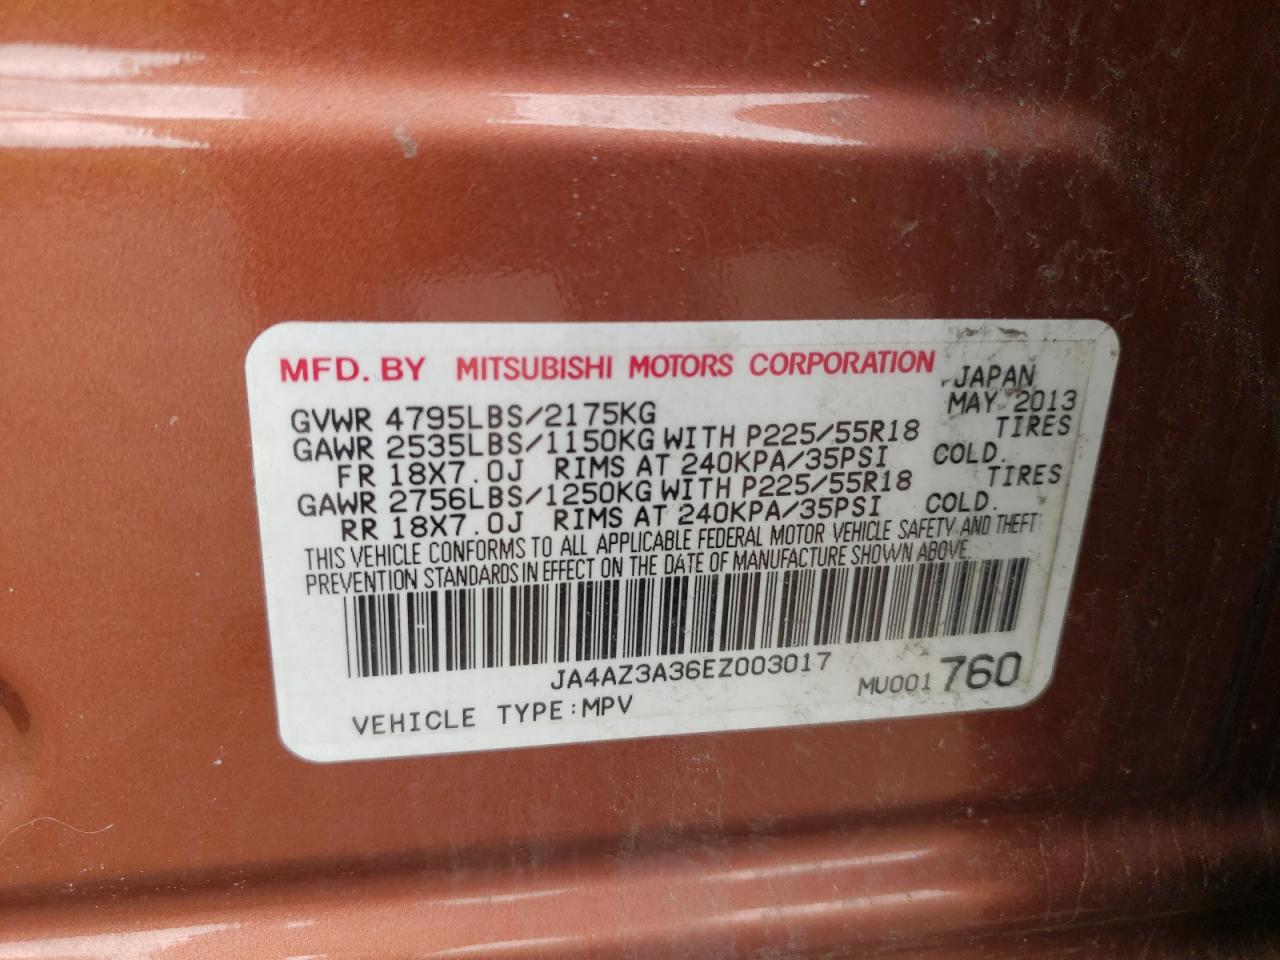 MFD. BY MITSUBISHI MOTORS CORPORATION
JAPAN
GVWR 4795LBS/2175KG MAY 2013
GAWR 2535LBS/1150KG WITH P225/55R18 TIRES
FR 18X7.0J RIMS AT 240KPA/35PSI COLD.
GAWR 2756LBS/1250KG WITH P225/55R18 TIRES
RR 18X7.0J RIMS AT 240KPA/35PSI COLD.
THIS VEHICLE CONFORMS TO ALL APPLICABLE FEDERAL MOTOR VEHICLE SAFETY AND THEFT
PREVENTION STANDARDS IN EFFECT ON THE DATE OF MANUFACTURE SHOWN ABOVE.
JA4AZ3A36EZ003017
MU001760
VEHICLE TYPE:MPV